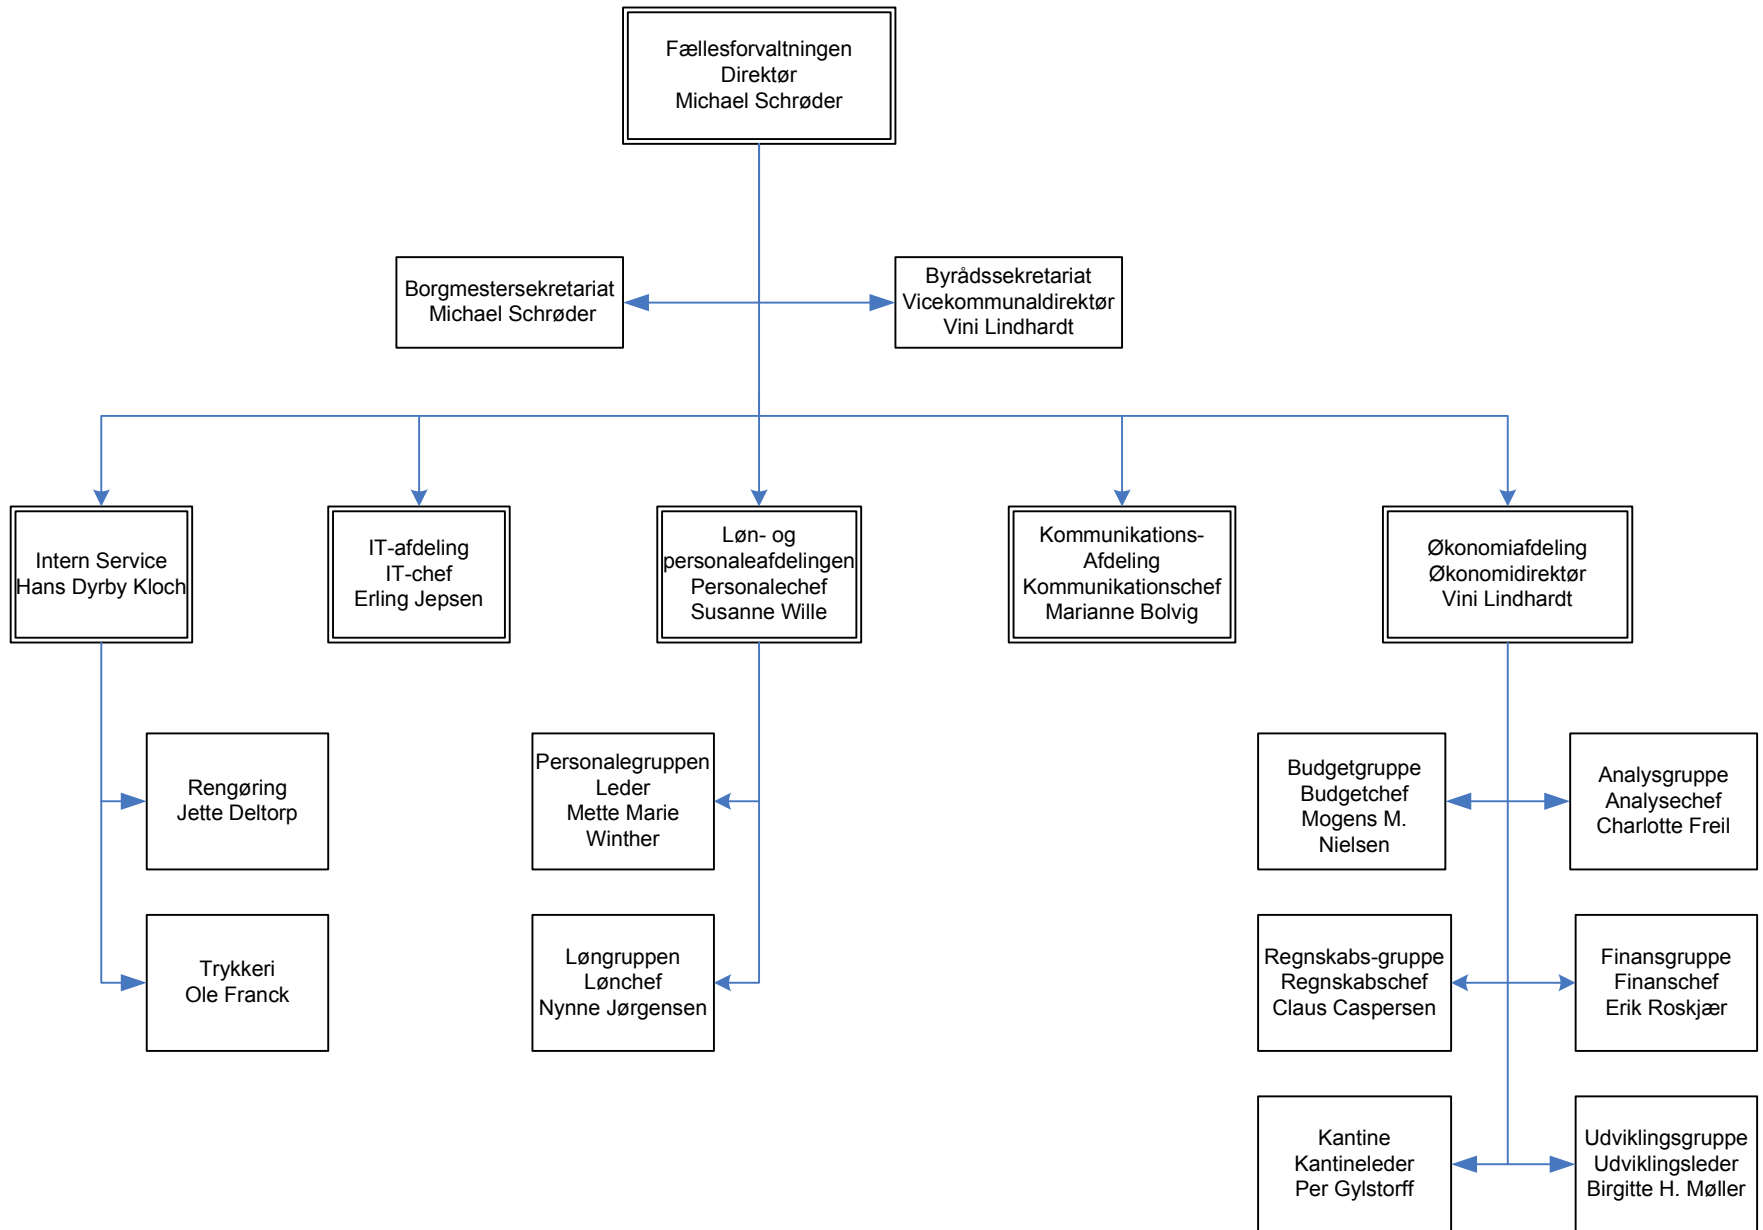 Fællesforvaltningen
Direktør
Michael Schrøder
Borgmestersekretariat
Michael Schrøder
Byrådssekretariat
Vicekommunaldirektør
Vini Lindhardt
Intern Service
Hans Dyrby Kloch
IT-afdeling
IT-chef
Erling Jepsen
Løn- og
personaleafdelingen
Personalechef
Susanne Wille
Kommunikations-
Afdeling
Kommunikationschef
Marianne Bolvig
Økonomiafdeling
Økonomidirektør
Vini Lindhardt
Rengøring
Jette Deltorp
Personalegruppen
Leder
Mette Marie
Winther
Budgetgruppe
Budgetchef
Mogens M.
Nielsen
Analysgruppe
Analysechef
Charlotte Freil
Trykkeri
Ole Franck
Løngruppen
Lønchef
Nynne Jørgensen
Regnskabs-gruppe
Regnskabschef
Claus Caspersen
Finansgruppe
Finanschef
Erik Roskjær
Kantine
Kantineleder
Per Gylstorff
Udviklingsgruppe
Udviklingsleder
Birgitte H. Møller